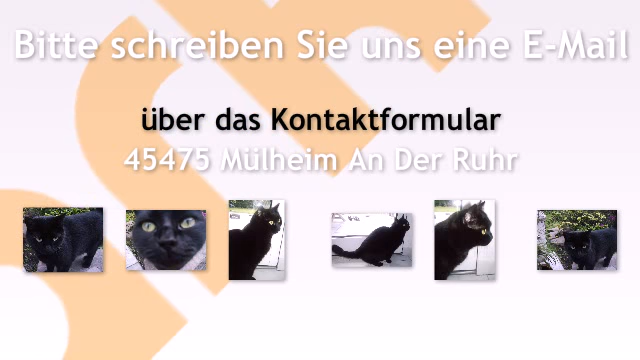 Bitte schreiben Sie uns eine E-Mail
über das Kontaktformular
45475 Mülheim An Der Ruhr